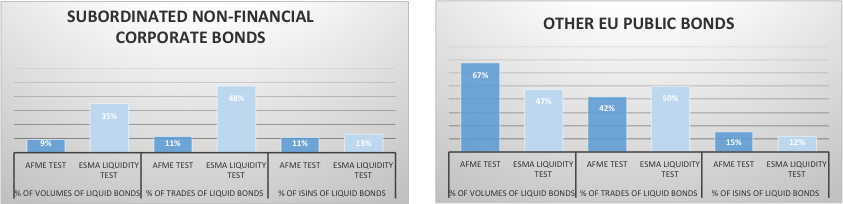 SUBORDINATED NON-FINANCIAL
CORPORATE BONDS
9%
35%
11%
48%
11%
13%
AFME TEST
ESMA LIQUIDITY
TEST
AFME TEST
ESMA LIQUIDITY
TEST
AFME TEST
ESMA LIQUIDITY
TEST
% OF VOLUMES OF LIQUID BONDS
% OF TRADES OF LIQUID BONDS
% OF ISINS OF LIQUID BONDS
OTHER EU PUBLIC BONDS
67%
47%
42%
50%
15%
12%
AFME TEST
ESMA LIQUIDITY
TEST
AFME TEST
ESMA LIQUIDITY
TEST
AFME TEST
ESMA LIQUIDITY
TEST
% OF VOLUMES OF LIQUID BONDS
% OF TRADES OF LIQUID BONDS
% OF ISINS OF LIQUID BONDS